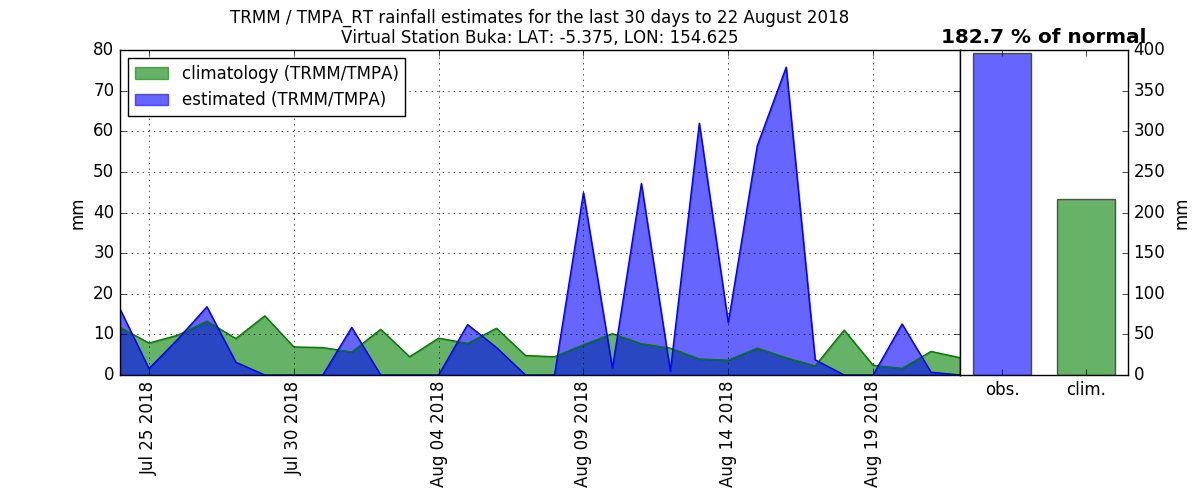 TRMM / TMPA_RT rainfall estimates for the last 30 days to 22 August 2018
Virtual Station Buka: LAT: -5.375, LON: 154.625
182.7 % of normal
climatology (TRMM/TMPA)
estimated (TRMM/TMPA)
80
70
60
50
40
30
20
10
0
mm
Jul 25 2018
Jul 30 2018
Aug 04 2018
Aug 09 2018
Aug 14 2018
Aug 19 2018
400
350
300
250
200
150
100
50
0
mm
obs.
clim.